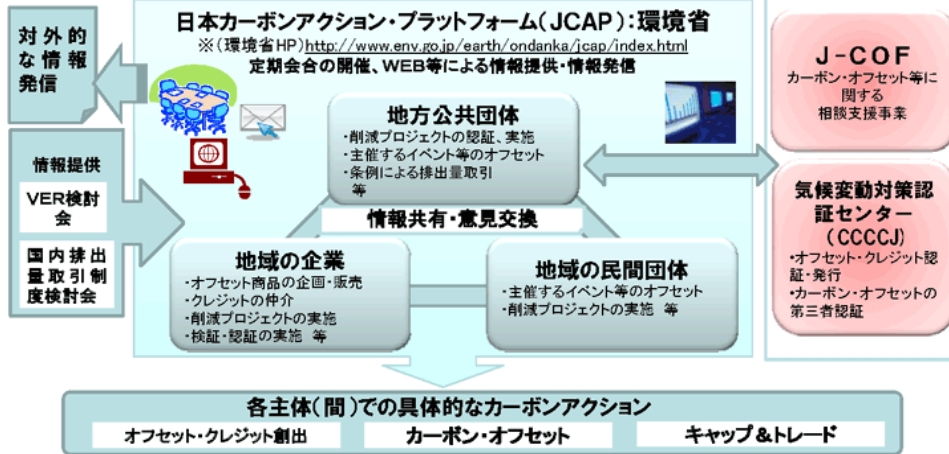 対外的
な情報
発信
日本カーボンアクション・プラットフォーム(JCAP):環境省
※(環境省HP)http://www.env.go.jp/earth/ondanka/jcap/index.html
定期会合の開催、WEB等による情報提供・情報発信
地方公共団体
・削減プロジェクトの認証、実施
・主催するイベント等のオフセット
・条例による排出量取引
等
情報共有・意見交換
情報提供
VER検討
会
国内排出
量取引制
度検討会
地域の企業
・オフセット商品の企画・販売
・クレジットの仲介
・削減プロジェクトの実施
・検証・認証の実施 等
地域の民間団体
・主催するイベント等のオフセット
・削減プロジェクトの実施 等
J-COF
カーボン・オフセット等に
関する
相談支援事業
気候変動対策認
証センター
(CCCCJ)
・オフセット・クレジット認
証・発行
・カーボン・オフセットの
第三者認証
各主体(間)での具体的なカーボンアクション
オフセット・クレジット創出
カーボン・オフセット
キャップ&トレード